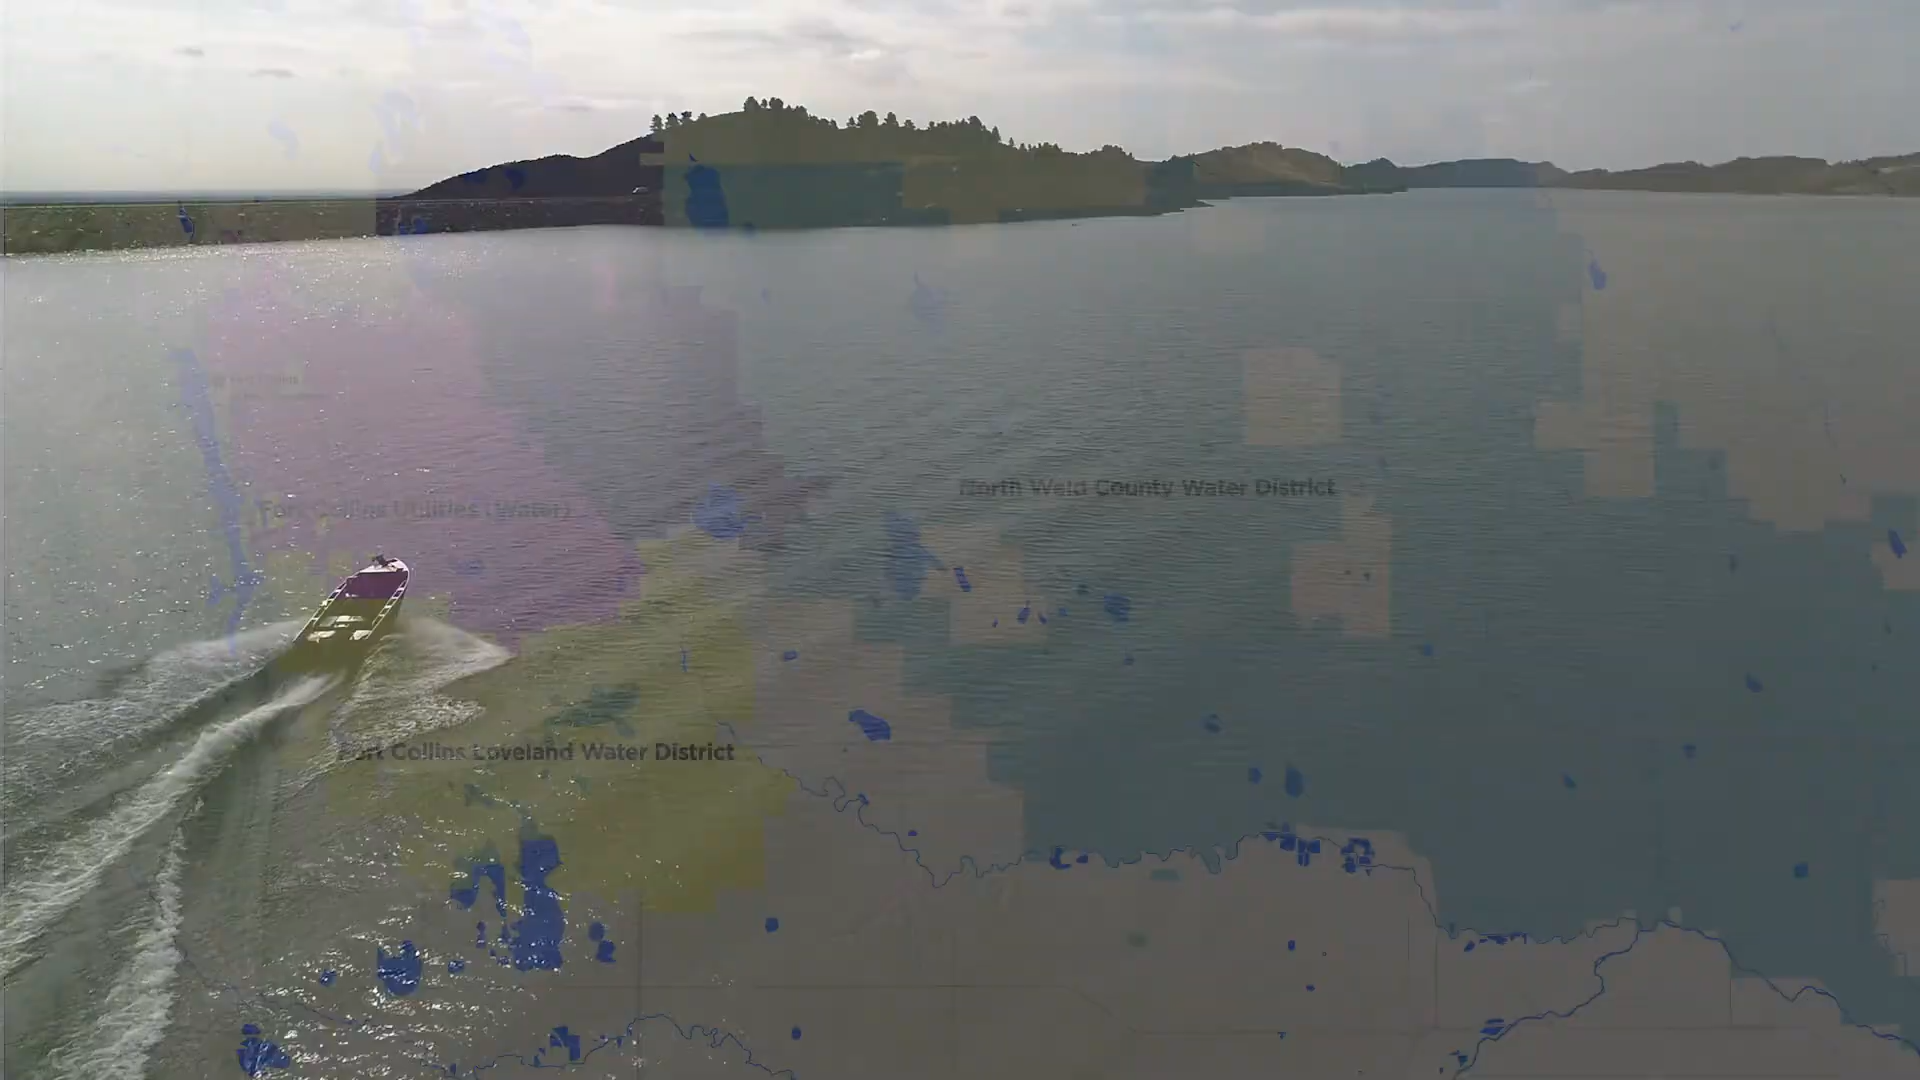 North Weld County Water District
Fort Collins Utilities (Water)
Fort Collins Loveland Water District